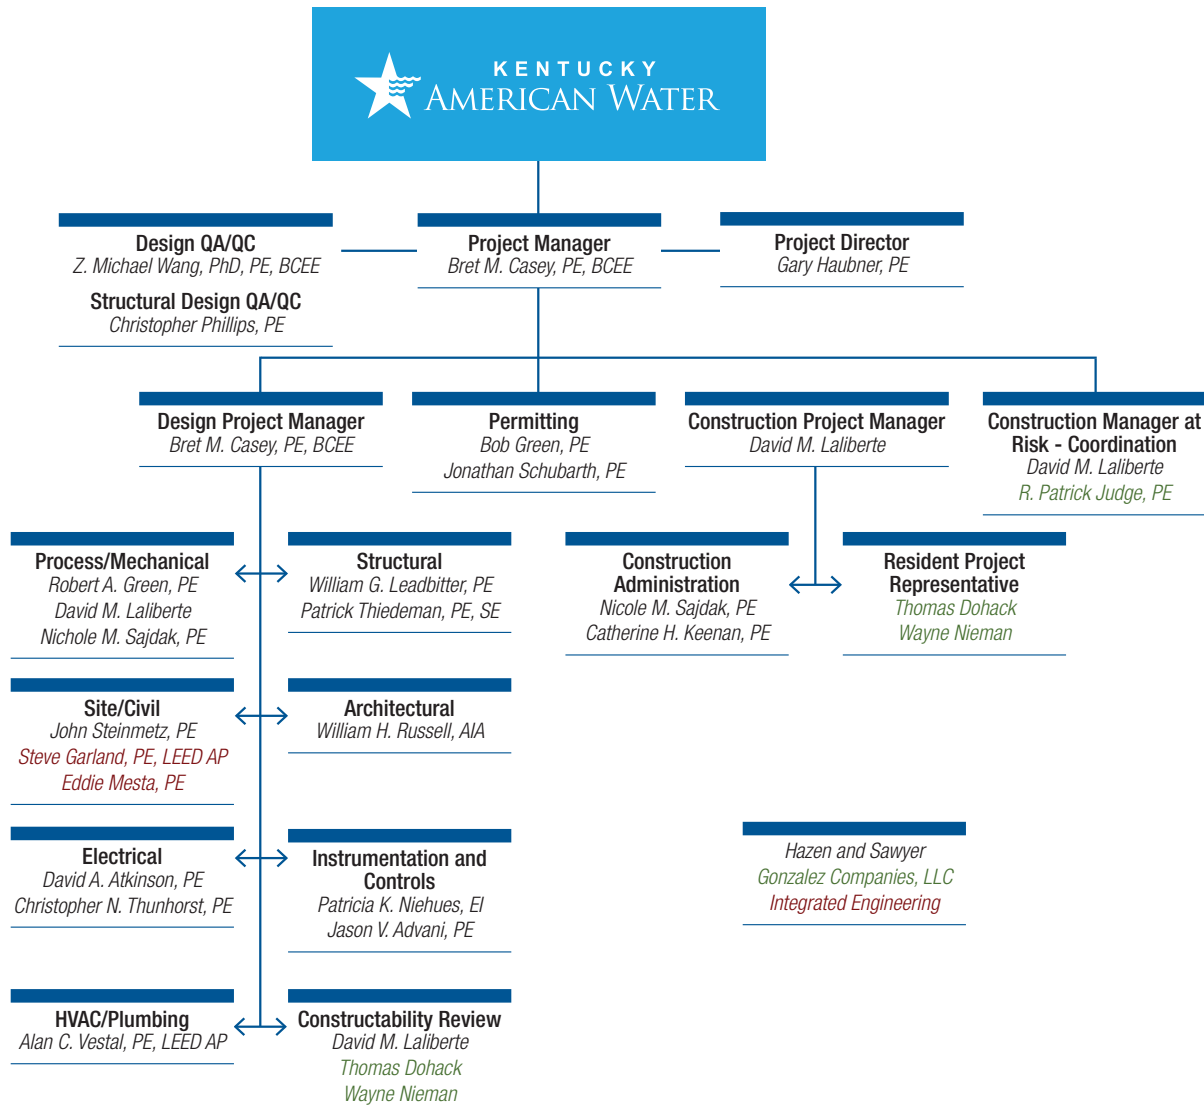 KENTUCKY
AMERICAN WATER
Design QA/QC
Z. Michael Wang, PhD, PE, BCEE
Structural Design QA/QC
Christopher Phillips, PE
Project Manager
Bret M. Casey, PE, BCEE
Project Director
Gary Haubner, PE
Design Project Manager
Bret M. Casey, PE, BCEE
Permitting
Bob Green, PE
Jonathan Schubarth, PE
Construction Project Manager
David M. Laliberte
Construction Manager at
Risk - Coordination
David M. Laliberte
R. Patrick Judge, PE
Process/Mechanical
Robert A. Green, PE
David M. Laliberte
Nichole M. Sajdak, PE
Structural
William G. Leadbitter, PE
Patrick Thiedeman, PE, SE
Construction
Administration
Nicole M. Sajdak, PE
Catherine H. Keenan, PE
Resident Project
Representative
Thomas Dohack
Wayne Nieman
Site/Civil
John Steinmetz, PE
Steve Garland, PE, LEED AP
Eddie Mesta, PE
Architectural
William H. Russell, AIA
Electrical
David A. Atkinson, PE
Christopher N. Thunhorst, PE
Instrumentation and
Controls
Patricia K. Niehues, EI
Jason V. Advani, PE
Hazen and Sawyer
Gonzalez Companies, LLC
Integrated Engineering
HVAC/Plumbing
Alan C. Vestal, PE, LEED AP
Constructability Review
David M. Laliberte
Thomas Dohack
Wayne Nieman